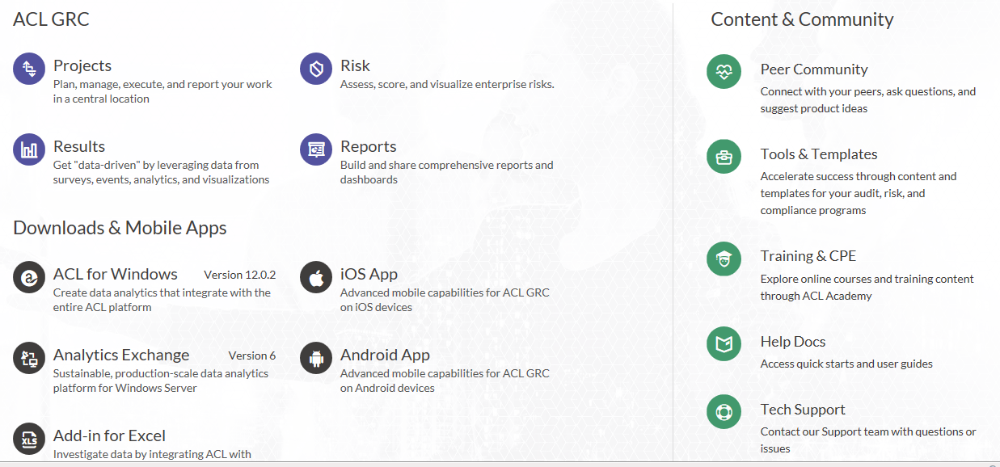 ACL GRC
Projects
Plan, manage, execute, and report your work
in a central location
Risk
Assess, score, and visualize enterprise risks.
Results
Get "data-driven" by leveraging data from
surveys, events, analytics, and visualizations
Reports
Build and share comprehensive reports and
dashboards
Downloads & Mobile Apps
ACL for Windows Version 12.0.2
Create data analytics that integrate with the
entire ACL platform
iOS App
Advanced mobile capabilities for ACL GRC
on iOS devices
Analytics Exchange Version 6
Sustainable, production-scale data analytics
platform for Windows Server
Android App
Advanced mobile capabilities for ACL GRC
on Android devices
XLS
Add-in for Excel
Investigate data by integrating ACL with
Content & Community
Peer Community
Connect with your peers, ask questions, and
suggest product ideas
Tools & Templates
Accelerate success through content and
templates for your audit, risk, and
compliance programs
Training & CPE
Explore online courses and training content
through ACL Academy
Help Docs
Access quick starts and user guides
Tech Support
Contact our Support team with questions or
issues